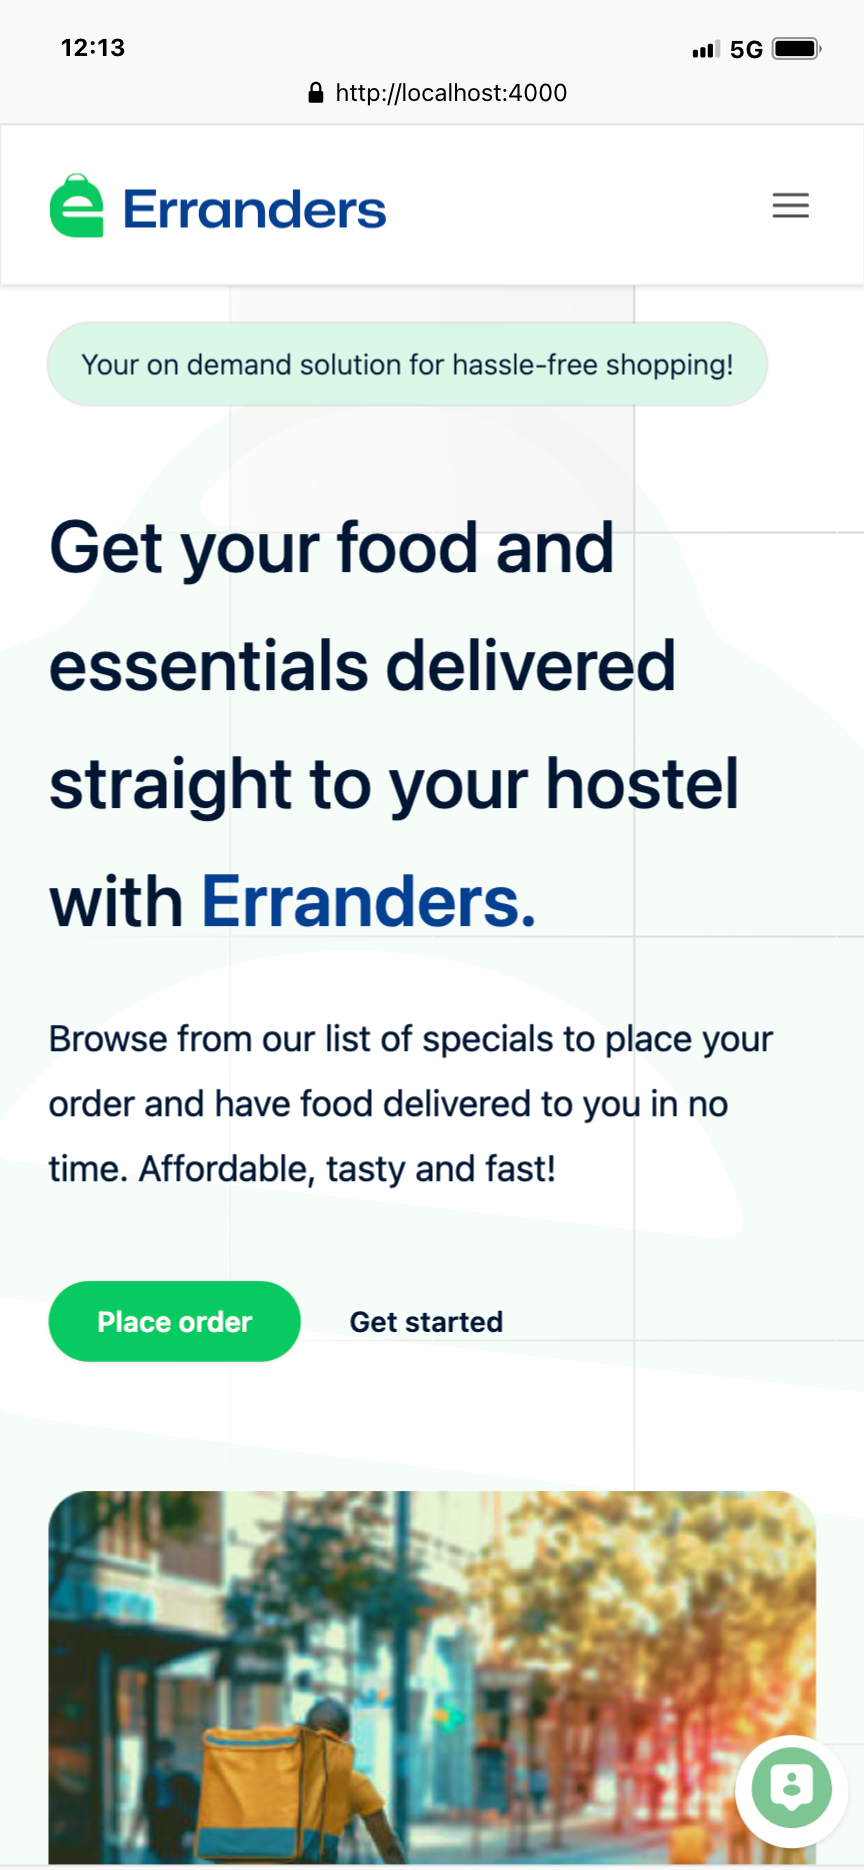 12:13
5G
http://localhost:4000
Erranders
Your on demand solution for hassle-free shopping!
Get your food and
essentials delivered
straight to your hostel
with Erranders.
Browse from our list of specials to place your
order and have food delivered to you in no
time. Affordable, tasty and fast!
Place order
Get started